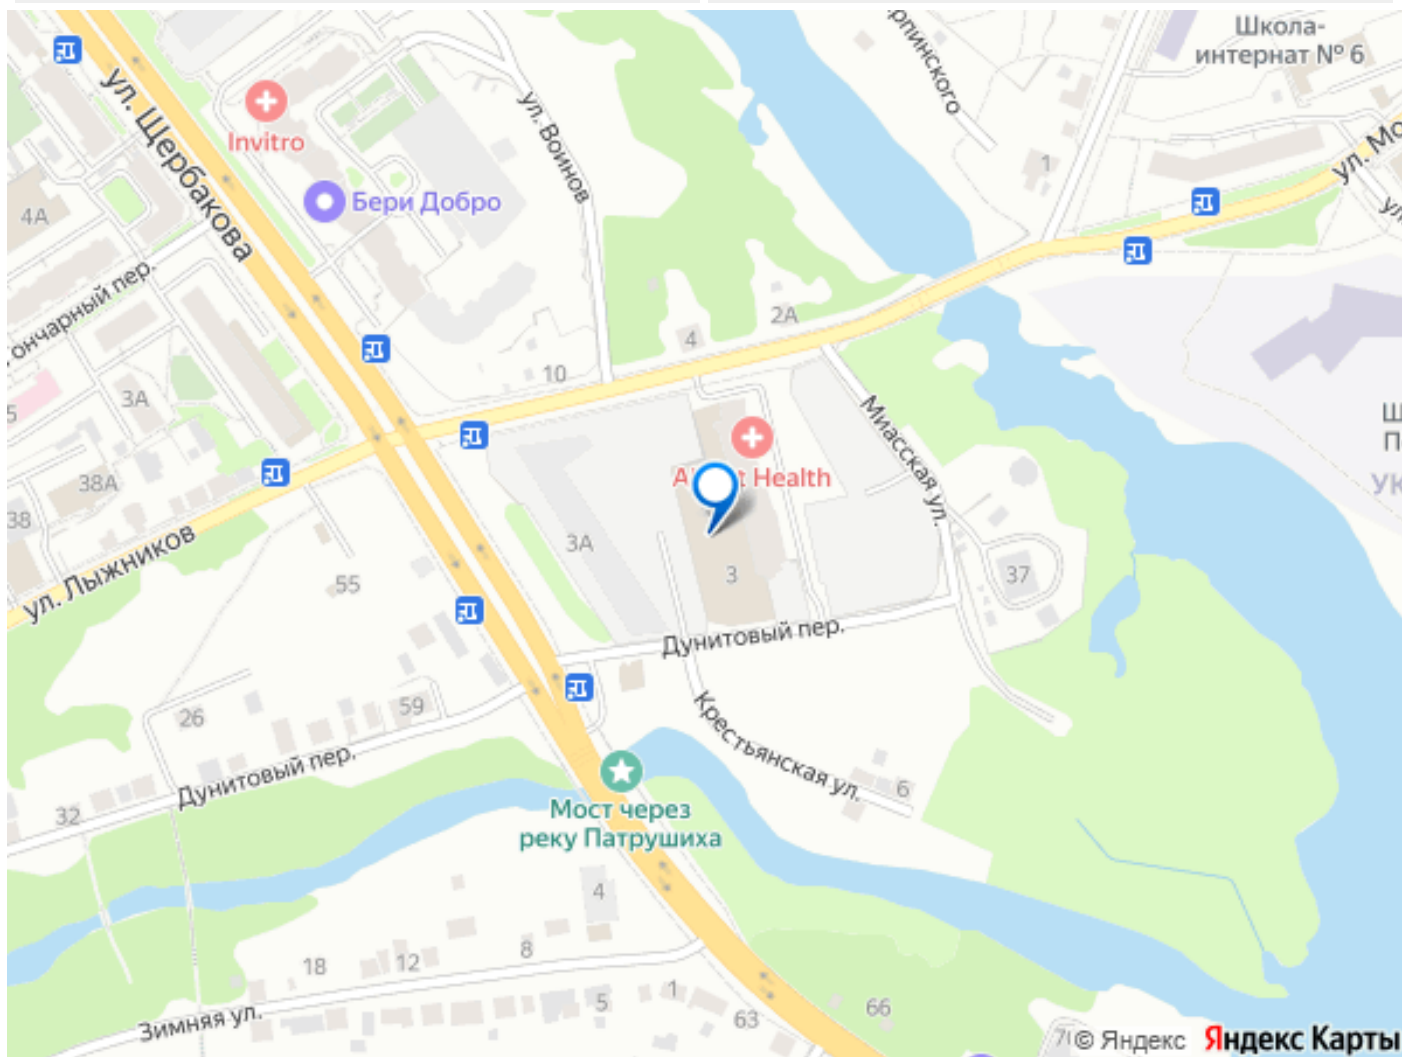 Школа-
интернат № 6
ул. Щербакова
Invitro
ул. Воинов
1
Бери Добро
4А
2А
4
10
3А
5
38А
38
ул. Лыжников
Миасская ул.
Health
55
3А
3
37
Дунитовый пер.
59
26
Крестьянская ул.
Дунитовый пер.
6
32
Мост через
реку Патрушиха
4
8
18
12
5
1
66
63
Зимняя ул.
© Яндекс Яндекс Карты